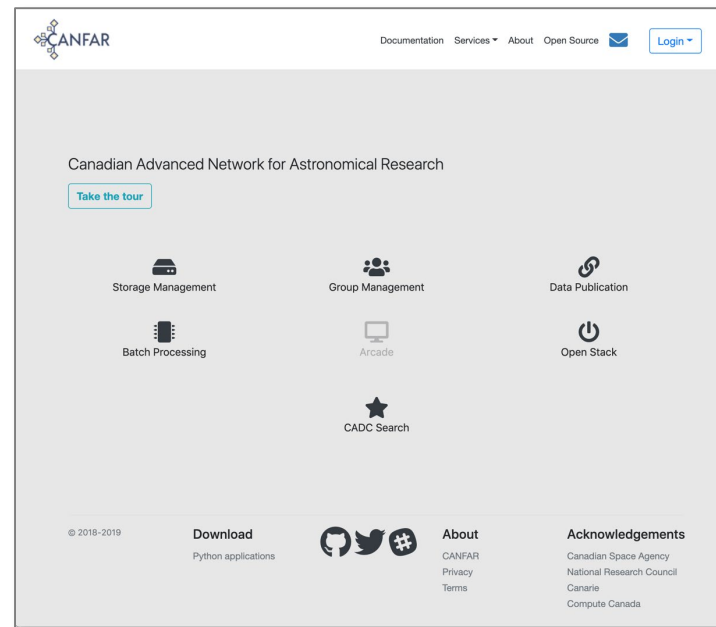 CANFAR
Documentation Services About Open Source Login
Canadian Advanced Network for Astronomical Research
Take the tour
Storage Management Group Management Data Publication
Batch Processing Arcade Open Stack
CADC Search
© 2018-2019
Download
Python applications
About
CANFAR
Privacy
Terms
Acknowledgements
Canadian Space Agency
National Research Council
Canarie
Compute Canada